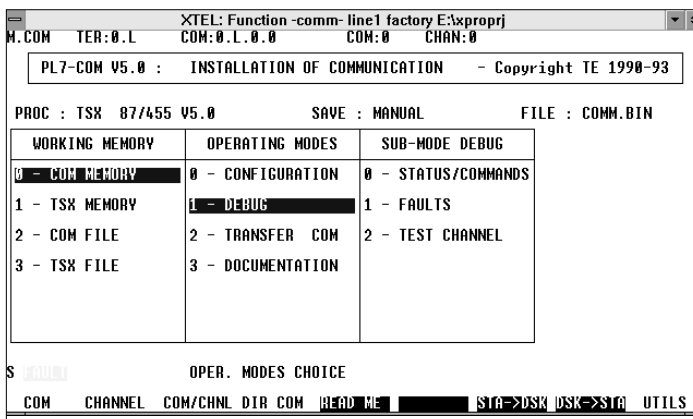 XTEL: Function -comm- line1 factory E:\xproprj
M.COM TER:0.L COM:0.L.0.0 COM:0 CHAN:0
PL7-COM V5.0 : INSTALLATION OF COMMUNICATION - Copyright TE 1990-93
PROC : TSX 87/455 V5.0 SAVE : MANUAL FILE : COMM.BIN
WORKING MEMORY OPERATING MODES SUB-MODE DEBUG
0 - COM MEMORY 0 - CONFIGURATION 0 - STATUS/COMMANDS
1 - TSX MEMORY 1 - DEBUG 1 - FAULTS
2 - COM FILE 2 - TRANSFER COM 2 - TEST CHANNEL
3 - TSX FILE 3 - DOCUMENTATION
S FAULT OPER. MODES CHOICE
COM CHANNEL COM/CHNL DIR COM READ ME STA->DSK DSK->STA UTILS